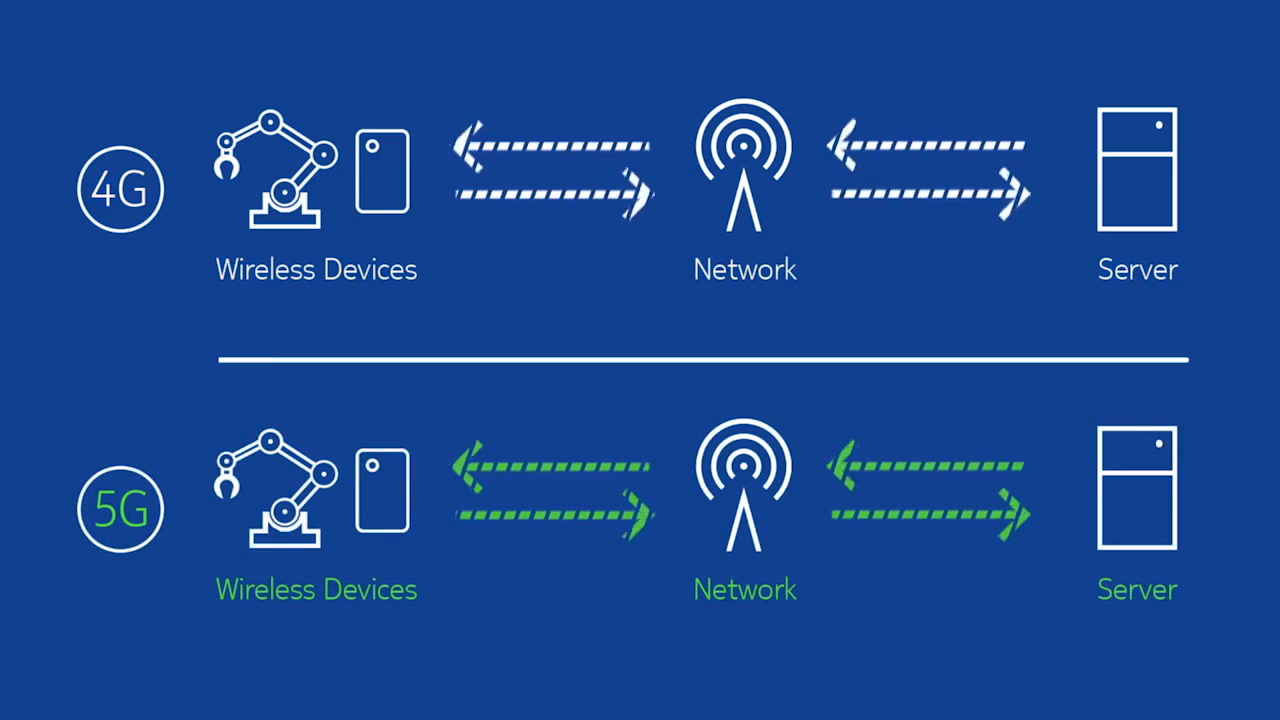 4G
Wireless Devices
Network
Server
5G
Wireless Devices
Network
Server